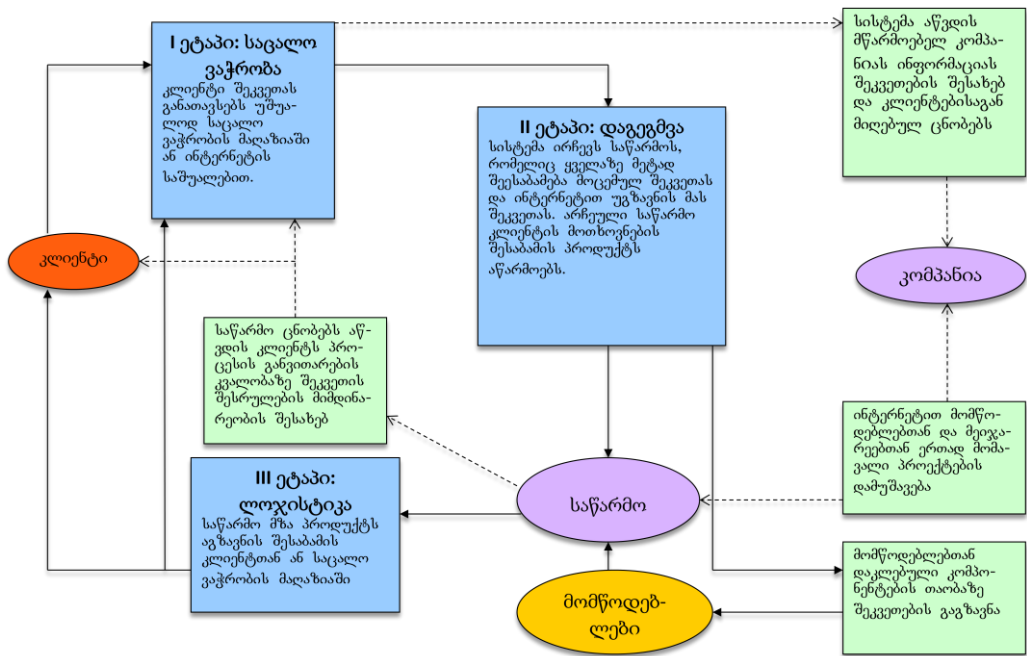 I ეტაპი: საცალო
ვაჭრობა
კლიენტი შეკვეთას
განათავსებს უშუა-
ლოდ საცალო
ვაჭრობის მაღაზიაში
ან ინტერნეტის
საშუალებით.
სისტემა აწვდის
მწარმოებელ კომპა-
ნიას ინფორმაციას
შეკვეთების შესახებ
და კლიენტებისაგან
მიღებულ ცნობებს
II ეტაპი: დაგეგმვა
სისტემა ირჩევს საწარმოს,
რომელიც ყველაზე მეტად
შეესაბამება მოცემულ შეკვეთას
და ინტერნეტით უგზავნის მას
შეკვეთას. არჩეული საწარმო
კლიენტის მოთხოვნების
შესაბამის პროდუქტს
აწარმოებს.
კლიენტი
კომპანია
საწარმო ცნობებს აწ-
ვდის კლიენტს პრო-
ცესის განვითარების
კვალობაზე შეკვეთის
შესრულების მიმდინა-
რეობის შესახებ
ინტერნეტით მომწო-
დებლებთან და მეიჯა-
რეებთან ერთად მომა-
ვალი პროექტების
დამუშავება
III ეტაპი:
ლოჯისტიკა
საწარმო მზა პროდუქტს
აგზავნის შესაბამის
კლიენტთან ან საცალო
ვაჭრობის მაღაზიაში
საწარმო
მომწოდებ-
ლები
მომწოდებლებთან
დაკლებული კომპო-
ნენტების თაობაზე
შეკვეთების გაგზავნა